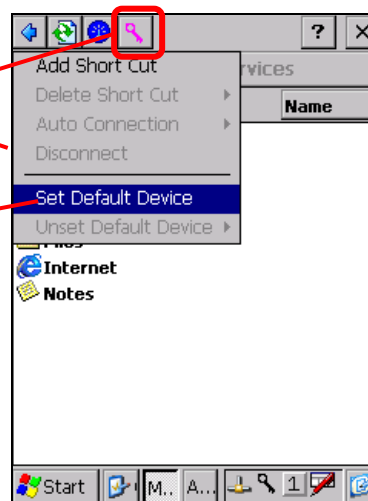 ?
Add Short Cut
rvices
Delete Short Cut
Name
Auto Connection
Disconnect
Set Default Device
Unset Default Device
Internet
Notes
Start
M..
A...
1